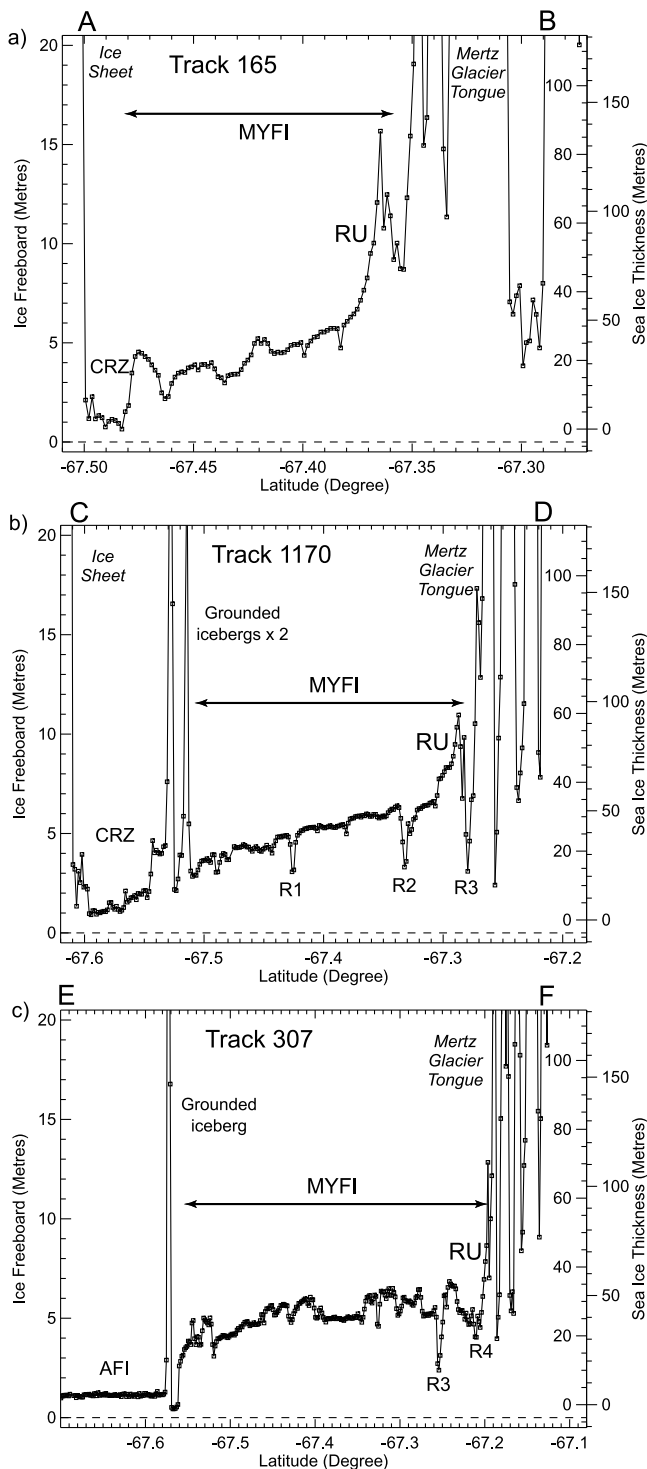 a)
A
B
Ice
Sheet
Track 165
Mertz
Glacier
Tongue
MYFI
RU
CRZ
Ice Freeboard (Metres)
20
15
10
5
0
Sea Ice Thickness (Metres)
100
80
60
40
20
0
150
100
50
-67.50
-67.45
-67.40
-67.35
-67.30
Latitude (Degree)
b)
C
D
Ice
Sheet
Track 1170
Mertz
Glacier
Tongue
Grounded
icebergs x 2
MYFI
RU
CRZ
R1
R2
R3
Ice Freeboard (Metres)
20
15
10
5
0
Sea Ice Thickness (Metres)
100
80
60
40
20
0
150
100
50
-67.6
-67.5
-67.4
-67.3
-67.2
Latitude (Degree)
c)
E
F
Track 307
Mertz
Glacier
Tongue
Grounded
iceberg
MYFI
RU
AFI
R3
R4
Ice Freeboard (Metres)
20
15
10
5
0
Sea Ice Thickness (Metres)
100
80
60
40
20
0
150
100
50
-67.6
-67.5
-67.4
-67.3
-67.2
-67.1
Latitude (Degree)